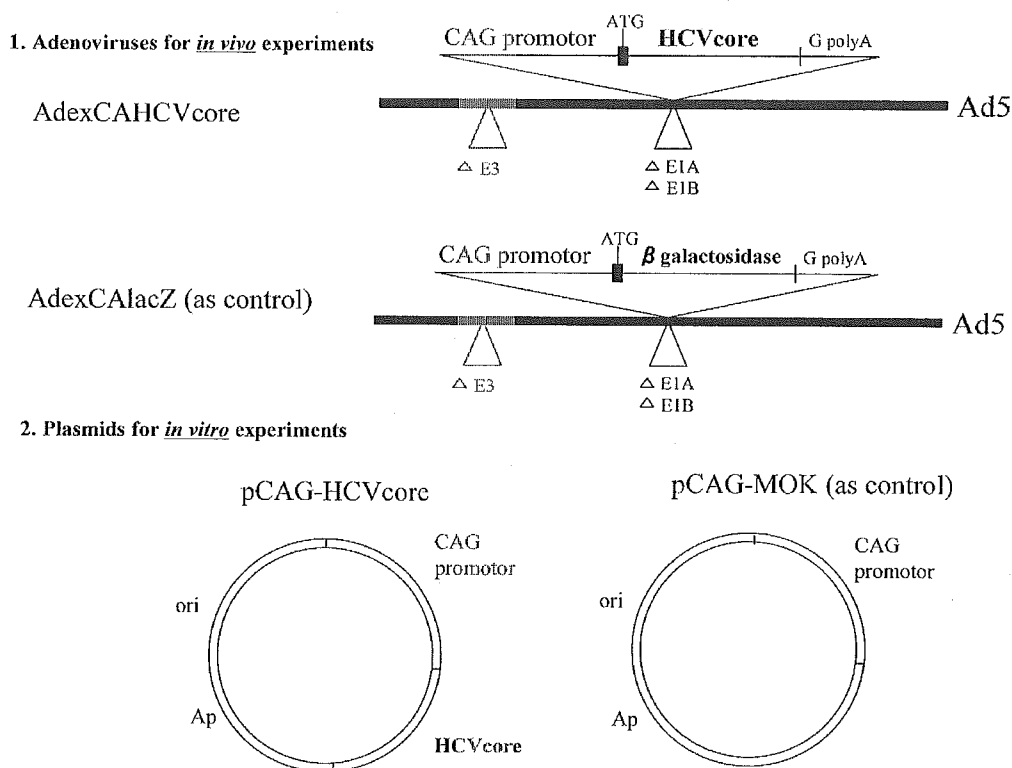 1. Adenoviruses for in vivo experiments
ATG
CAG promotor HCVcore G polyA
AdexCAHCVcore
Ad5
△ E3
△ E1A
△ E1B
ATG
CAG promotor β galactosidase G polyA
AdexCAlacZ (as control)
Ad5
△ E3
△ E1A
△ E1B
2. Plasmids for in vitro experiments
pCAG-HCVcore
pCAG-MOK (as control)
CAG
promotor
ori
Ap
HCVcore
CAG
promotor
ori
Ap